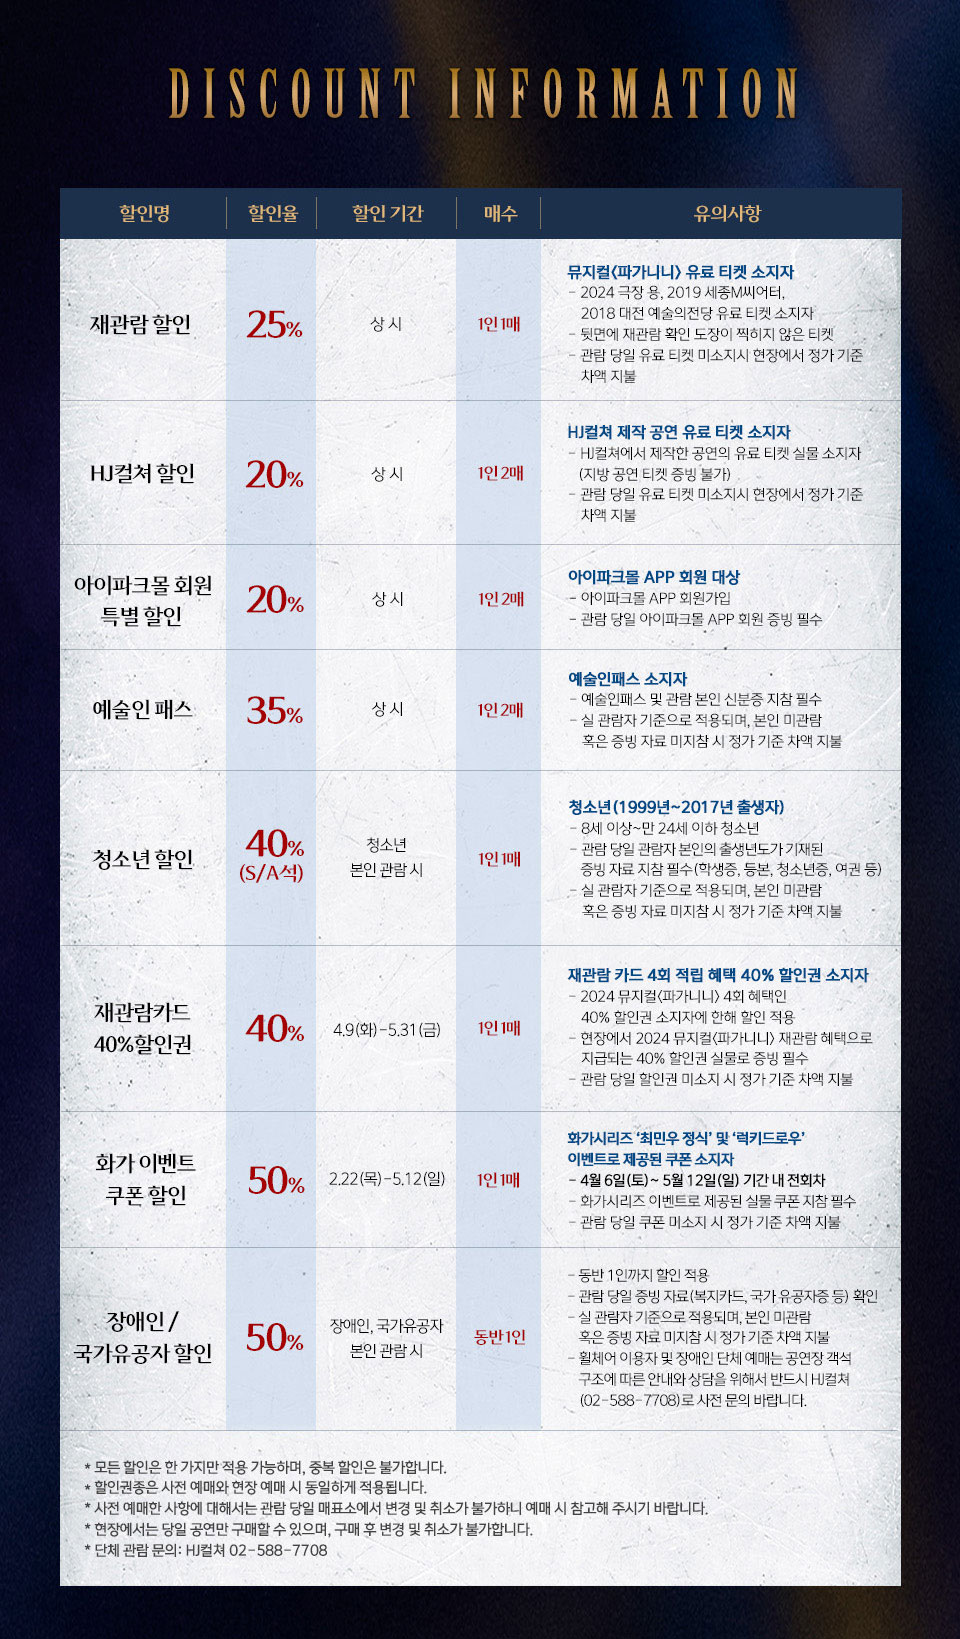 DISCOUNT INFORMATION
할인명 할인율 할인 기간 매수 유의사항
재관람 할인 25% 상 시 1인 1매
뮤지컬〈파가니니〉 유료 티켓 소지자
- 2024 극장 용, 2019 세종M씨어터,
2018 대전 예술의전당 유료 티켓 소지자
- 뒷면에 재관람 확인 도장이 찍히지 않은 티켓
- 관람 당일 유료 티켓 미소지시 현장에서 정가 기준
차액 지불
HJ컬쳐 할인 20% 상 시 1인 2매
HJ컬쳐 제작 공연 유료 티켓 소지자
- HJ컬쳐에서 제작한 공연의 유료 티켓 실물 소지자
(지방 공연 티켓 증빙 불가)
- 관람 당일 유료 티켓 미소지시 현장에서 정가 기준
차액 지불
아이파크몰 회원
특별 할인
20% 상 시 1인 2매
아이파크몰 APP 회원 대상
- 아이파크몰 APP 회원가입
- 관람 당일 아이파크몰 APP 회원 증빙 필수
예술인 패스 35% 상 시 1인 2매
예술인패스 소지자
- 예술인패스 및 관람 본인 신분증 지참 필수
- 실 관람자 기준으로 적용되며, 본인 미관람
혹은 증빙 자료 미지참 시 정가 기준 차액 지불
청소년 할인
40%
(S/A석)
청소년
본인 관람 시
1인 1매
청소년(1999년~2017년 출생자)
- 8세 이상~만 24세 이하 청소년
- 관람 당일 관람자 본인의 출생년도가 기재된
증빙 자료 지참 필수(학생증, 등본, 청소년증, 여권 등)
- 실 관람자 기준으로 적용되며, 본인 미관람
혹은 증빙 자료 미지참 시 정가 기준 차액 지불
재관람카드
40%할인권
40% 4.9(화)-5.31(금) 1인 1매
재관람 카드 4회 적립 혜택 40% 할인권 소지자
- 2024 뮤지컬〈파가니니〉 4회 혜택인
40% 할인권 소지자에 한해 할인 적용
- 현장에서 2024 뮤지컬〈파가니니〉 재관람 혜택으로
지급되는 40% 할인권 실물로 증빙 필수
- 관람 당일 할인권 미소지 시 정가 기준 차액 지불
화가 이벤트
쿠폰 할인
50% 2.22(목)-5.12(일) 1인 1매
화가시리즈 '최민우 정식' 및 '럭키드로우'
이벤트로 제공된 쿠폰 소지자
- 4월 6일(토)~ 5월 12일(일) 기간 내 전회차
- 화가시리즈 이벤트로 제공된 실물 쿠폰 지참 필수
- 관람 당일 쿠폰 미소지 시 정가 기준 차액 지불
장애인 /
국가유공자 할인
50%
장애인, 국가유공자
본인 관람 시
동반 1인
- 동반 1인까지 할인 적용
- 관람 당일 증빙 자료(복지카드, 국가 유공자증 등) 확인
- 실 관람자 기준으로 적용되며, 본인 미관람
혹은 증빙 자료 미지참 시 정가 기준 차액 지불
- 휠체어 이용자 및 장애인 단체 예매는 공연장 객석
구조에 따른 안내와 상담을 위해서 반드시 HJ컬쳐
(02-588-7708)로 사전 문의 바랍니다.
* 모든 할인은 한 가지만 적용 가능하며, 중복 할인은 불가합니다.
* 할인권종은 사전 예매와 현장 예매 시 동일하게 적용됩니다.
* 사전 예매한 사항에 대해서는 관람 당일 매표소에서 변경 및 취소가 불가하니 예매 시 참고해 주시기 바랍니다.
* 현장에서는 당일 공연만 구매할 수 있으며, 구매 후 변경 및 취소가 불가합니다.
* 단체 관람 문의: HJ컬쳐 02-588-7708